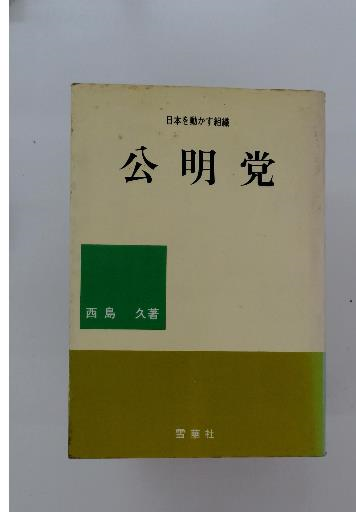 日本を動かす組織
公明党
西島 久著
雪華社